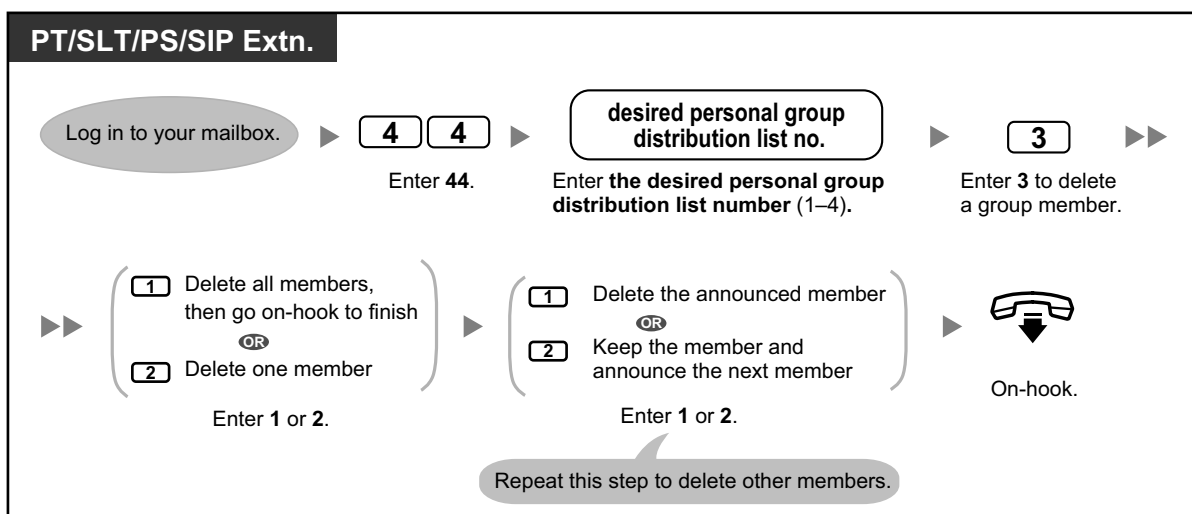 PT/SLT/PS/SIP Extn.
Log in to your mailbox.
4 4
Enter 44.
desired personal group
distribution list no.
Enter the desired personal group
distribution list number (1–4).
3
Enter 3 to delete
a group member.
1 Delete all members,
then go on-hook to finish
OR
2 Delete one member
Enter 1 or 2.
1 Delete the announced member
OR
2 Keep the member and
announce the next member
Enter 1 or 2.
Repeat this step to delete other members.
On-hook.